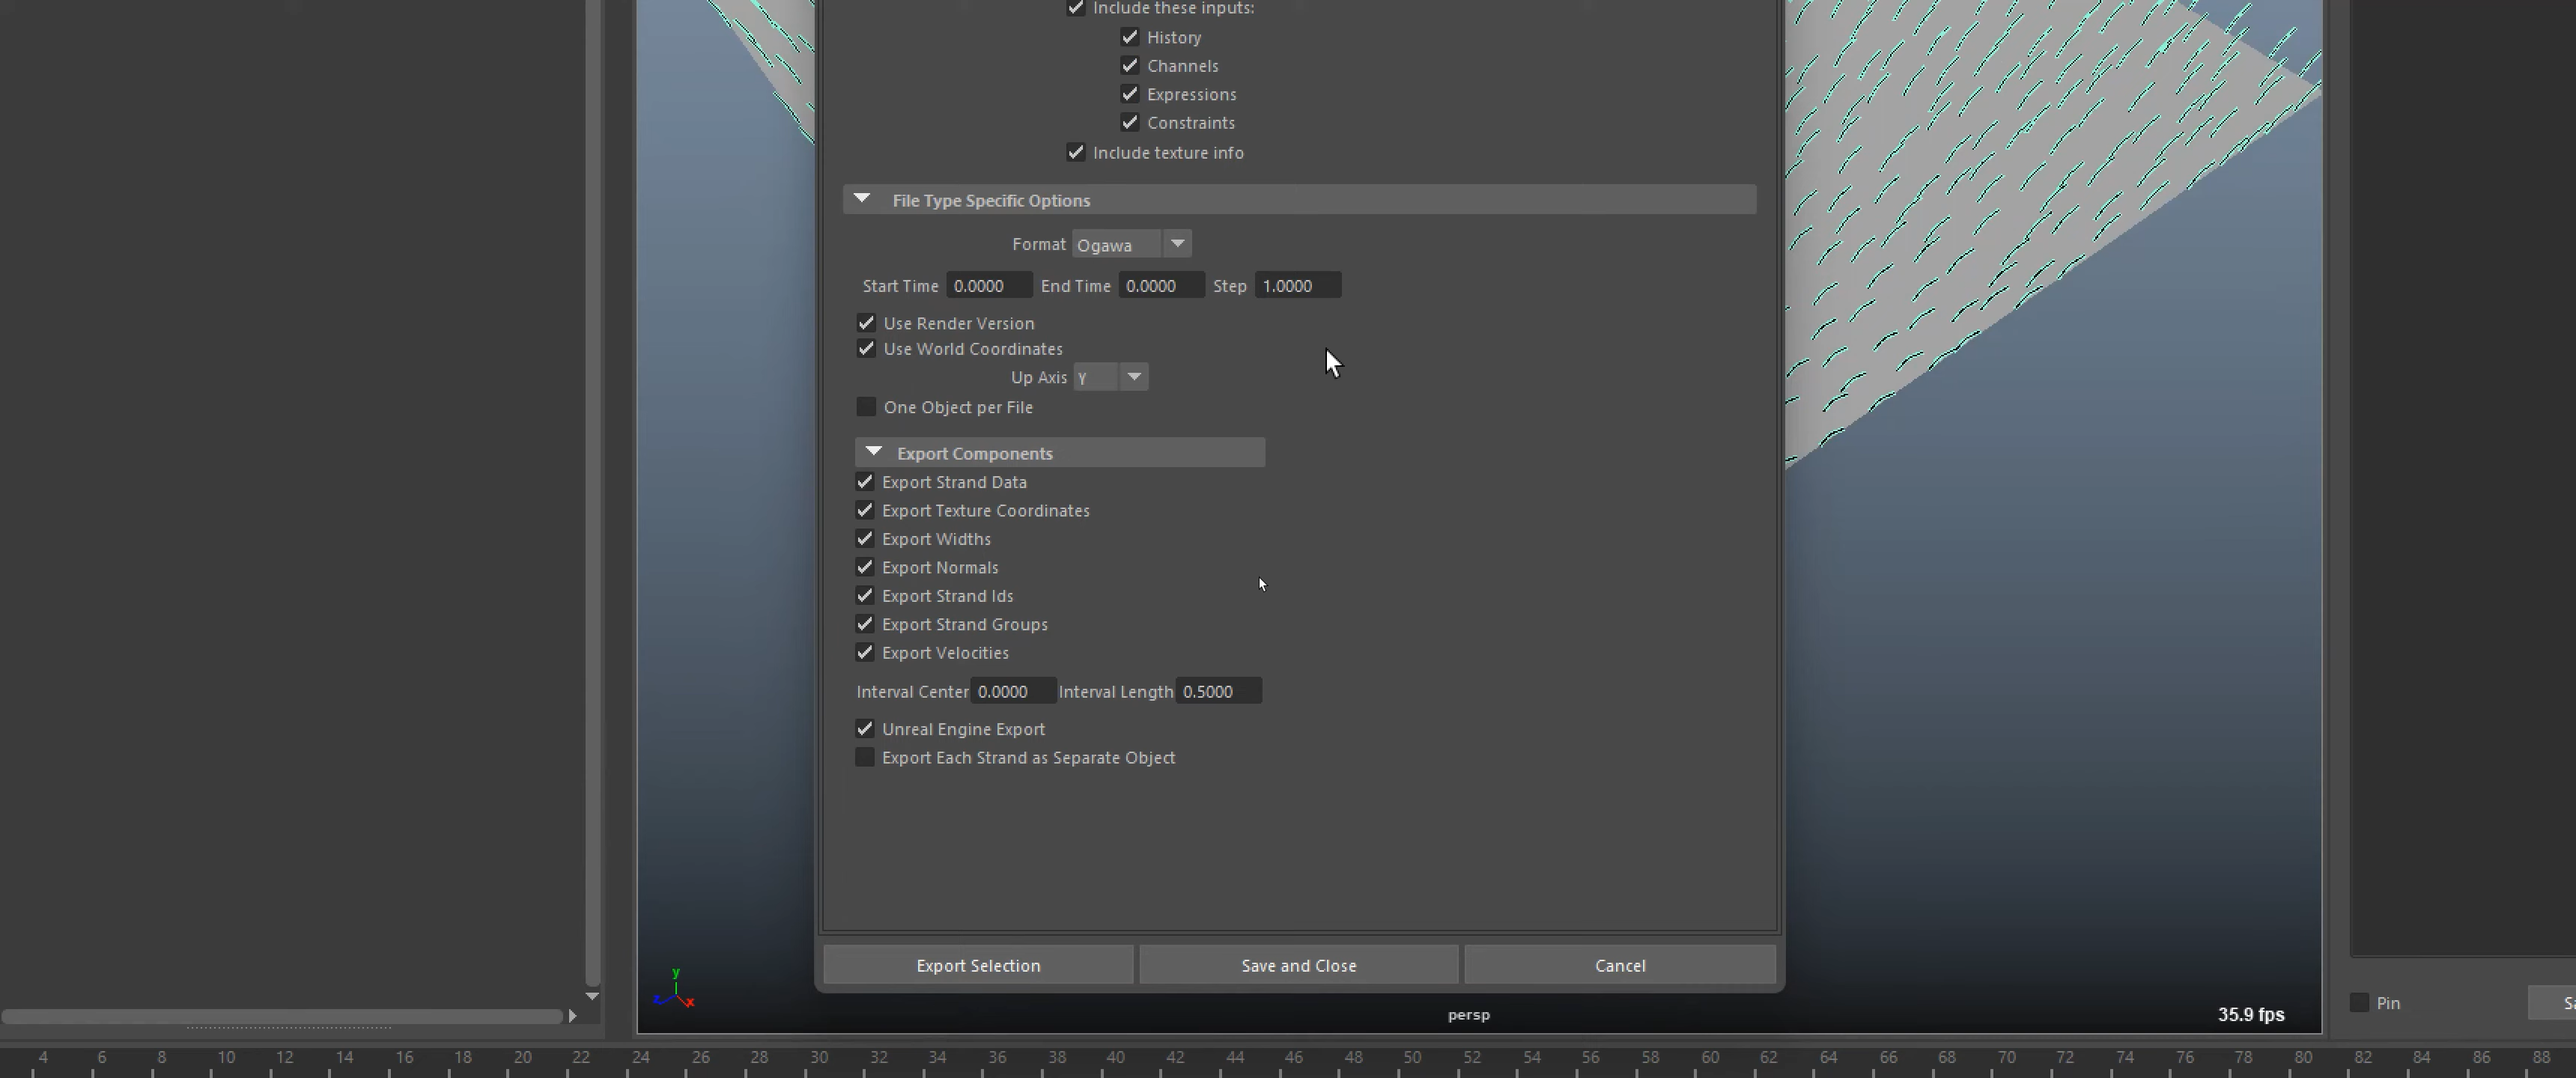 Include these inputs:
History
Channels
Expressions
Constraints
Include texture info
File Type Specific Options
Format Ogawa
Start Time 0.0000 End Time 0.0000 Step 1.0000
Use Render Version
Use World Coordinates
Up Axis Y
One Object per File
Export Components
Export Strand Data
Export Texture Coordinates
Export Widths
Export Normals
Export Strand Ids
Export Strand Groups
Export Velocities
Interval Center 0.0000 Interval Length 0.5000
Unreal Engine Export
Export Each Strand as Separate Object
Export Selection Save and Close Cancel
y
x
persp
35.9 fps
Pin
4 6 8 10 12 14 16 18 20 22 24 26 28 30 32 34 36 38 40 42 44 46 48 50 52 54 56 58 60 62 64 66 68 70 72 74 76 78 80 82 84 86 88